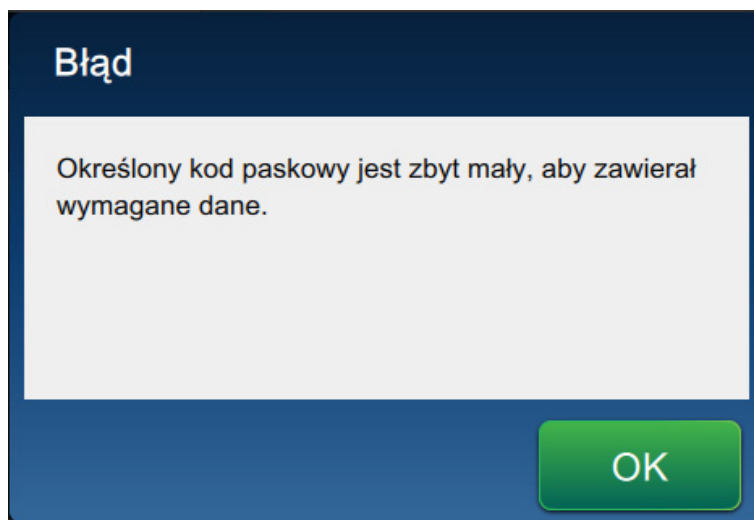 Błąd
Określony kod paskowy jest zbyt mały, aby zawierał
wymagane dane.
OK